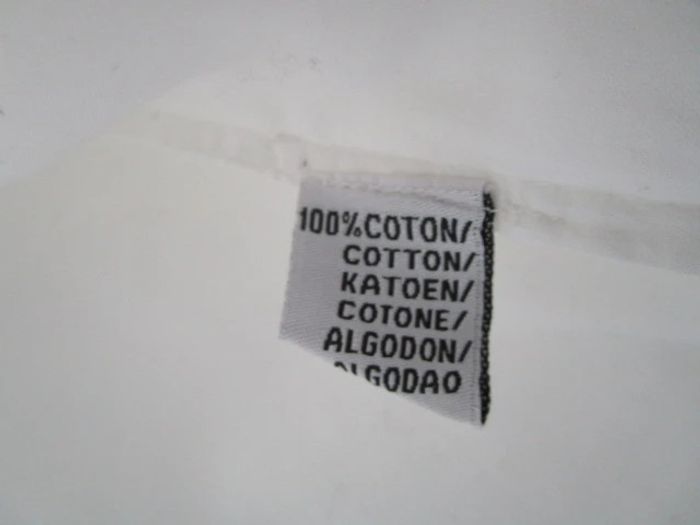 100%COTON/
COTTON/
KATOEN/
COTONE/
ALGODON/
ALGODAO